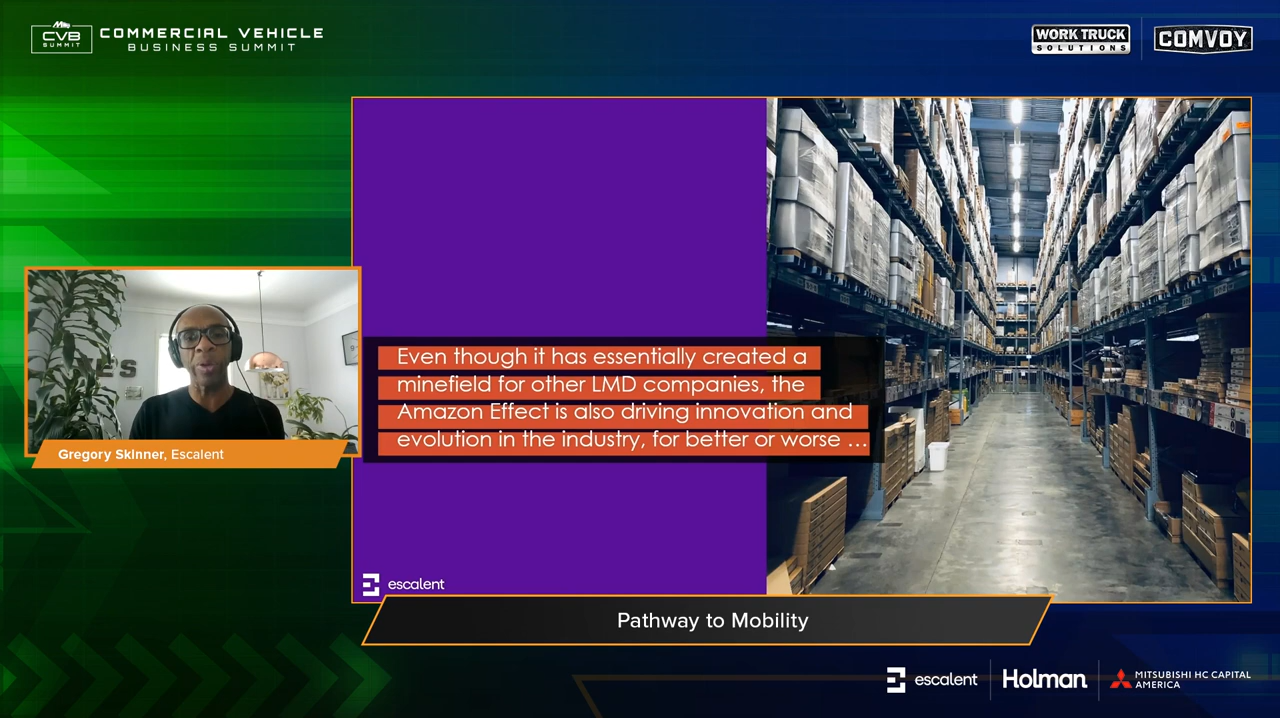 CVB
SUMMIT
COMMERCIAL VEHICLE
BUSINESS SUMMIT
WORK TRUCK
SOLUTIONS
COMVOY
Even though it has essentially created a
minefield for other LMD companies, the
Amazon Effect is also driving innovation and
evolution in the industry, for better or worse ...
Gregory Skinner, Escalent
escalent
Pathway to Mobility
escalent
Holman
MITSUBISHI HC CAPITAL
AMERICA